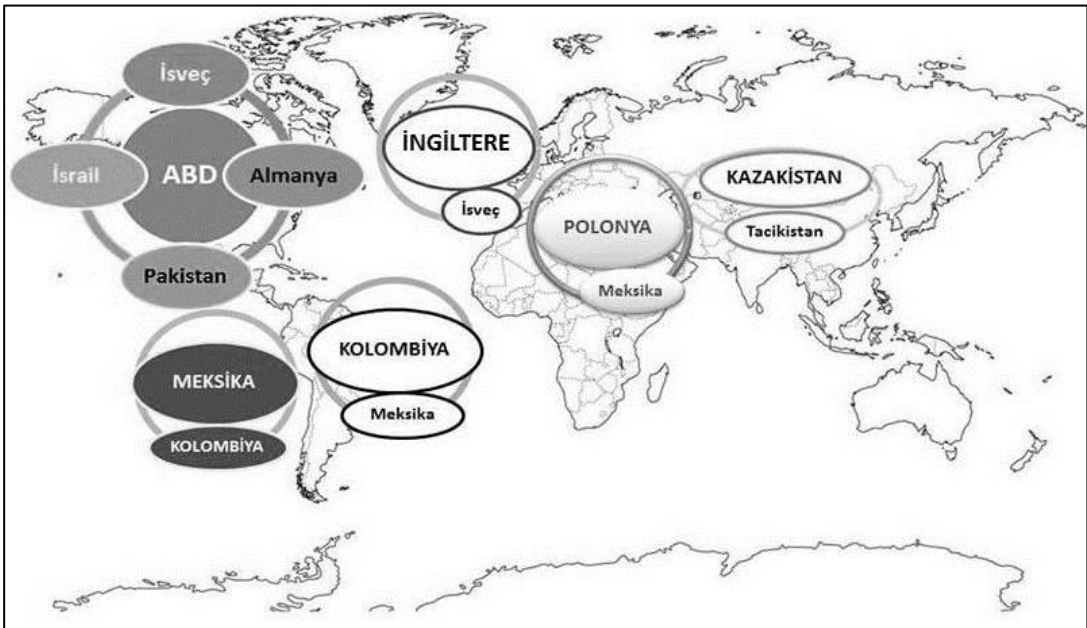 İsveç
İsrail
ABD
Almanya
Pakistan
İNGİLTERE
İsveç
POLONYA
Meksika
KAZAKİSTAN
Tacikistan
MEKSİKA
KOLOMBİYA
KOLOMBİYA
Meksika